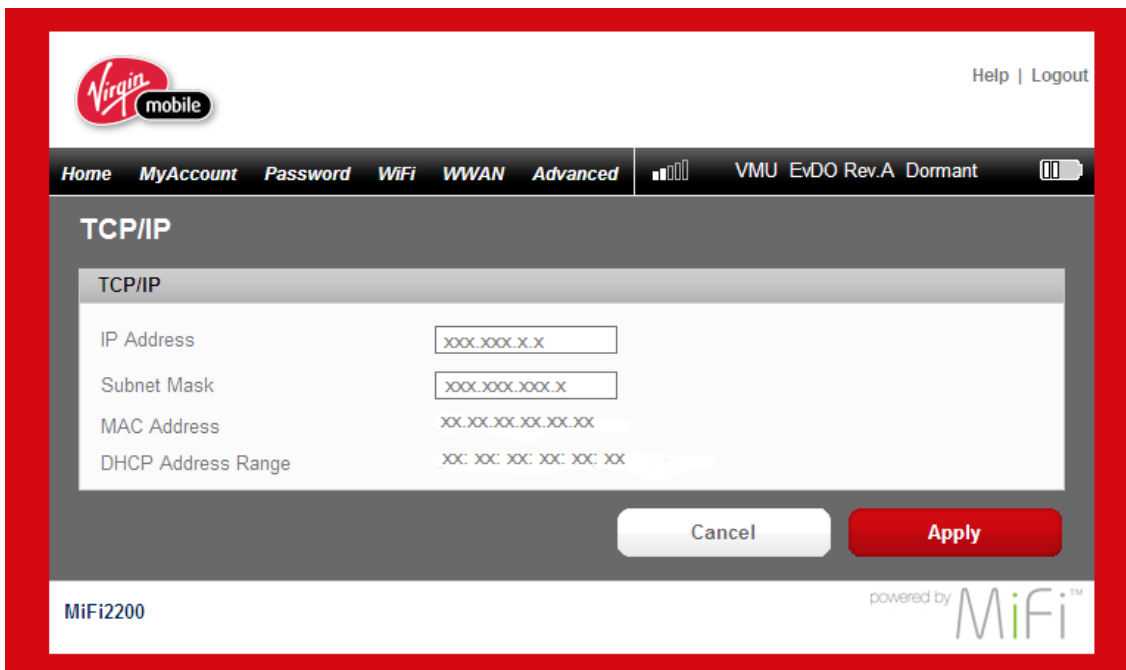 Virgin
mobile
Help | Logout
Home MyAccount Password WiFi WWAN Advanced VMU EvDO Rev.A Dormant
TCP/IP
TCP/IP
IP Address xxx.xxx.x.x
Subnet Mask xxx.xxx.xxx.x
MAC Address xx.xx.xx.xx.xx.xx
DHCP Address Range xx: xx: xx: xx: xx: xx
Cancel Apply
MiFi2200 powered by MiFi™